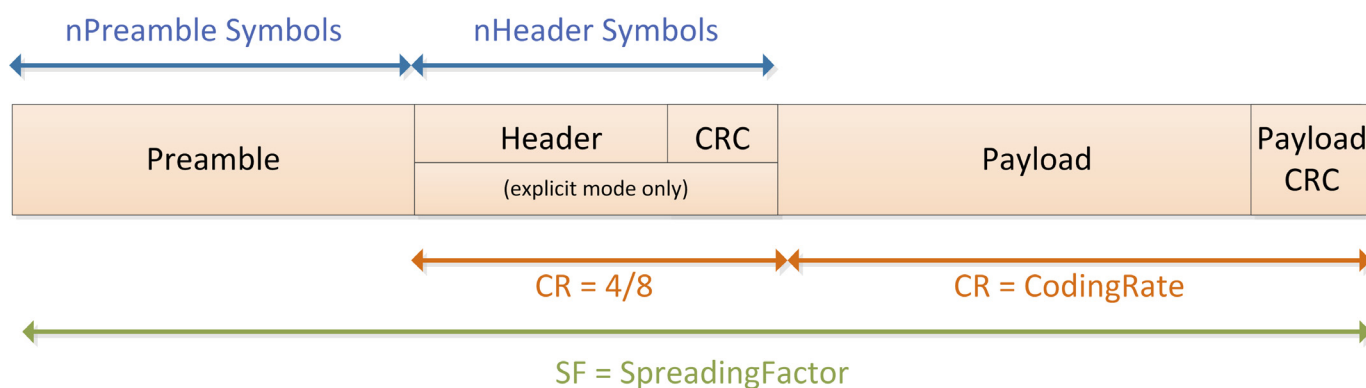 nPreamble Symbols
nHeader Symbols
Preamble
Header
CRC
(explicit mode only)
Payload
Payload
CRC
CR = 4/8
CR = CodingRate
SF = SpreadingFactor